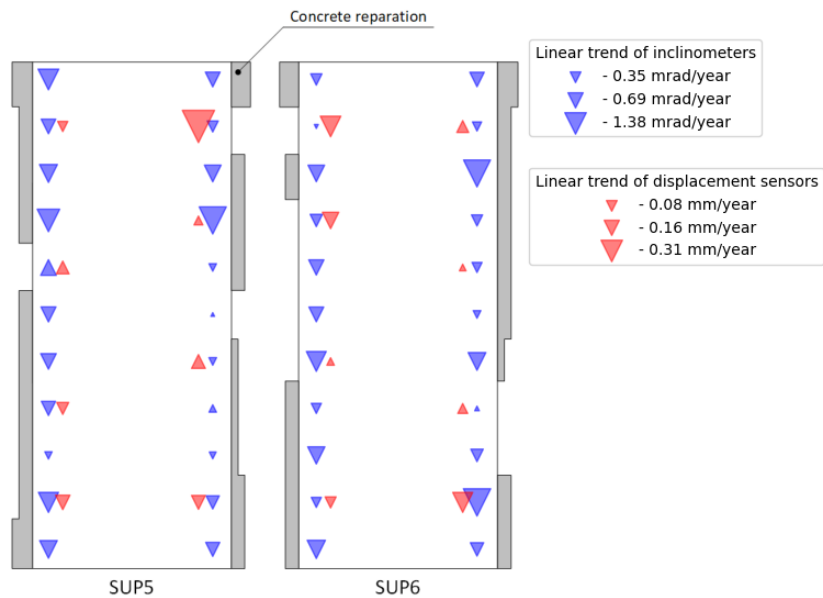 Concrete reparation
Linear trend of inclinometers
- 0.35 mrad/year
- 0.69 mrad/year
- 1.38 mrad/year
Linear trend of displacement sensors
- 0.08 mm/year
- 0.16 mm/year
- 0.31 mm/year
SUP5
SUP6